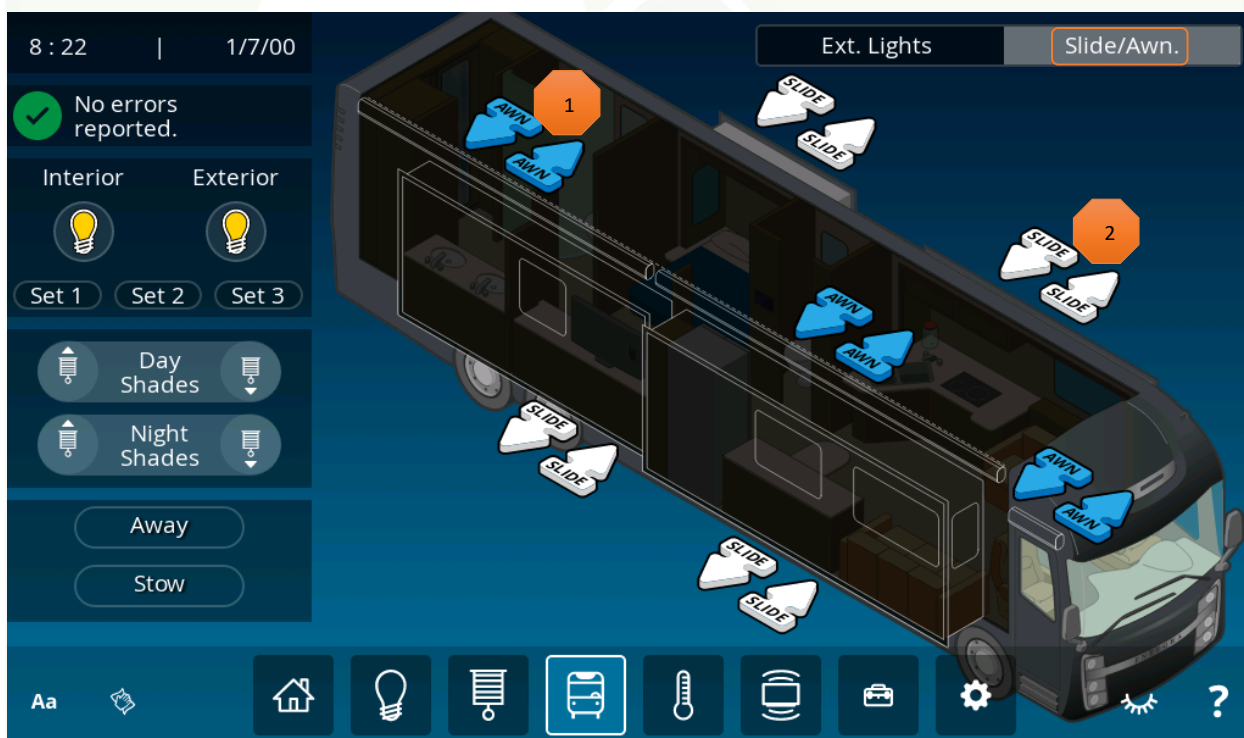 8 : 22 | 1/7/00
Ext. Lights
Slide/Awn.
No errors
reported.
Interior Exterior
Set 1 Set 2 Set 3
Day
Shades
Night
Shades
Away
Stow
AWN
1
AWN
SLIDE
SLIDE
SLIDE
2
SLIDE
AWN
AWN
SLIDE
SLIDE
AWN
AWN
SLIDE
SLIDE
Aa
?